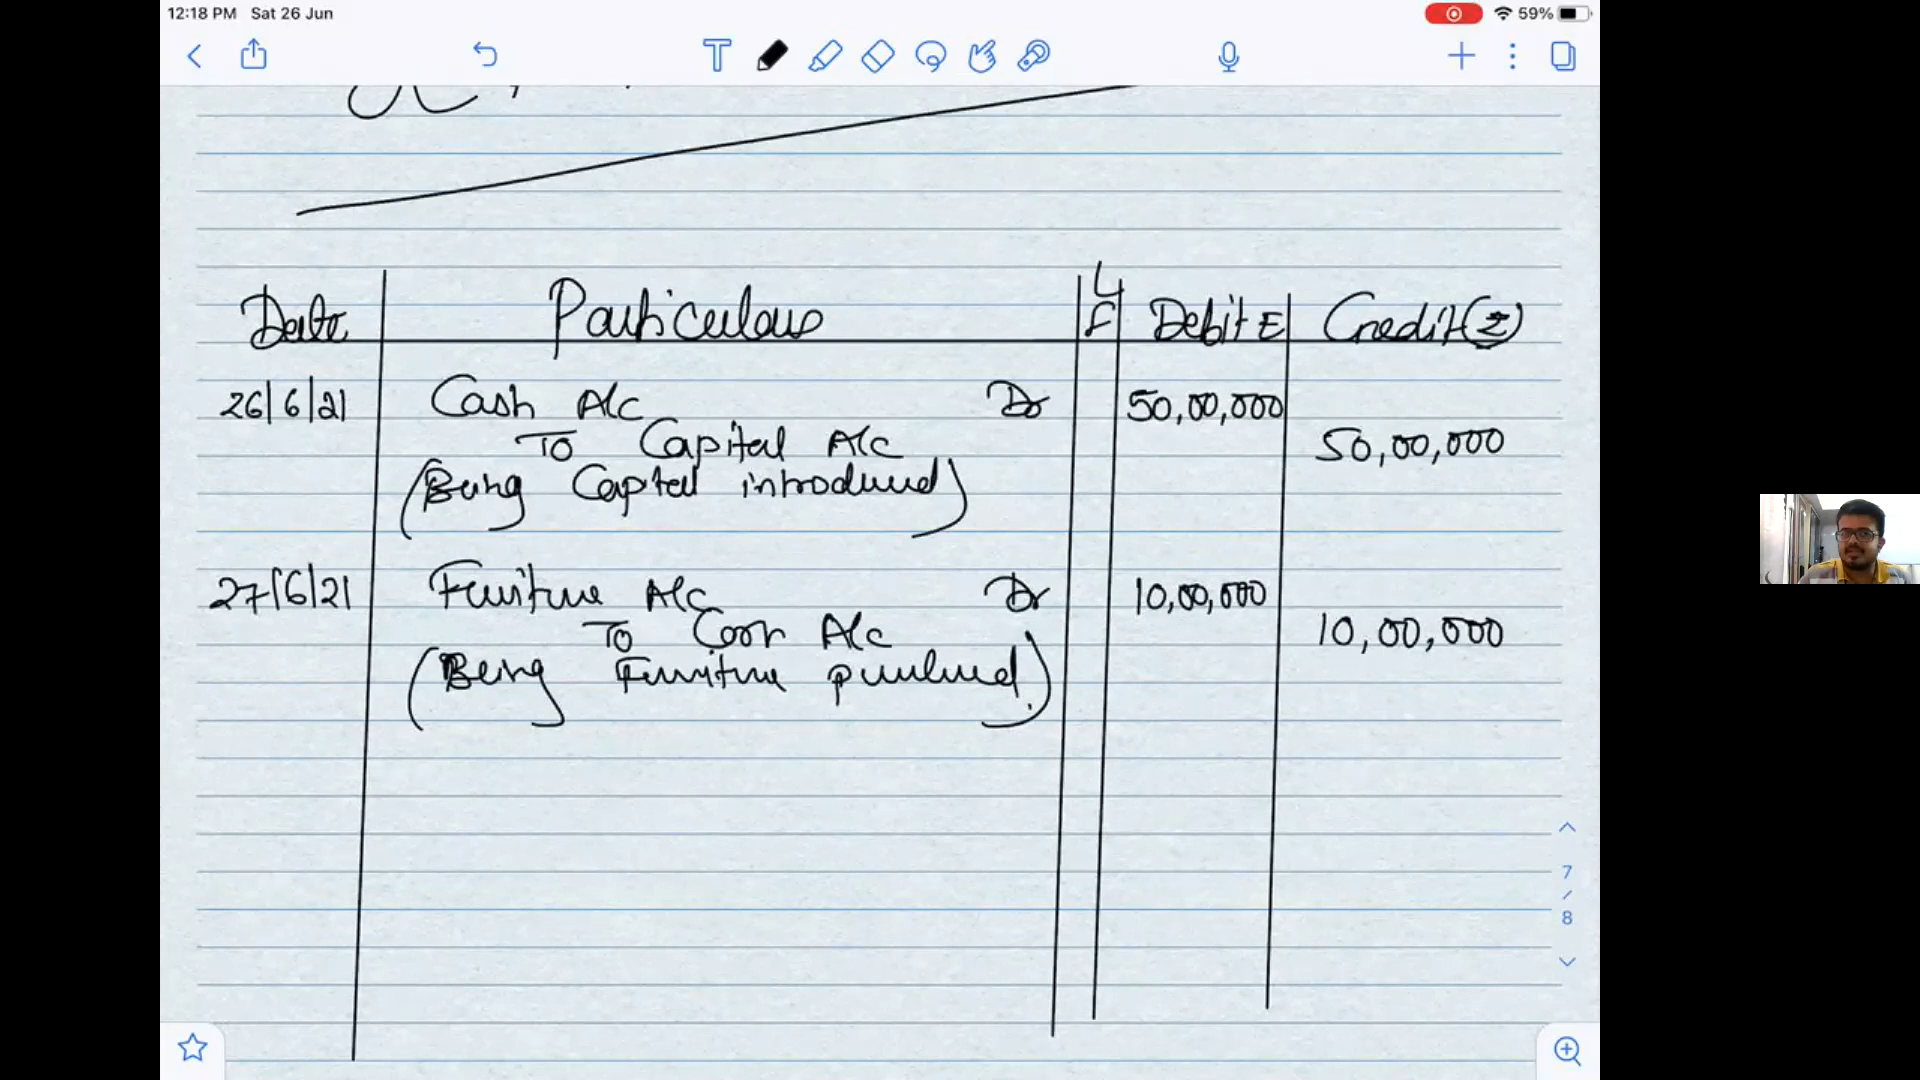 12:18 PM Sat 26 Jun
59%
Date Particulars LF Debit ₹ Credit (₹)
26/6/21 Cash A/c Dr 50,00,000
To Capital A/c 50,00,000
(Being Capital introduced)
27/6/21 Furniture A/c Dr 10,00,000
To Cash A/c 10,00,000
(Being Furniture purchased.)
7
/
8